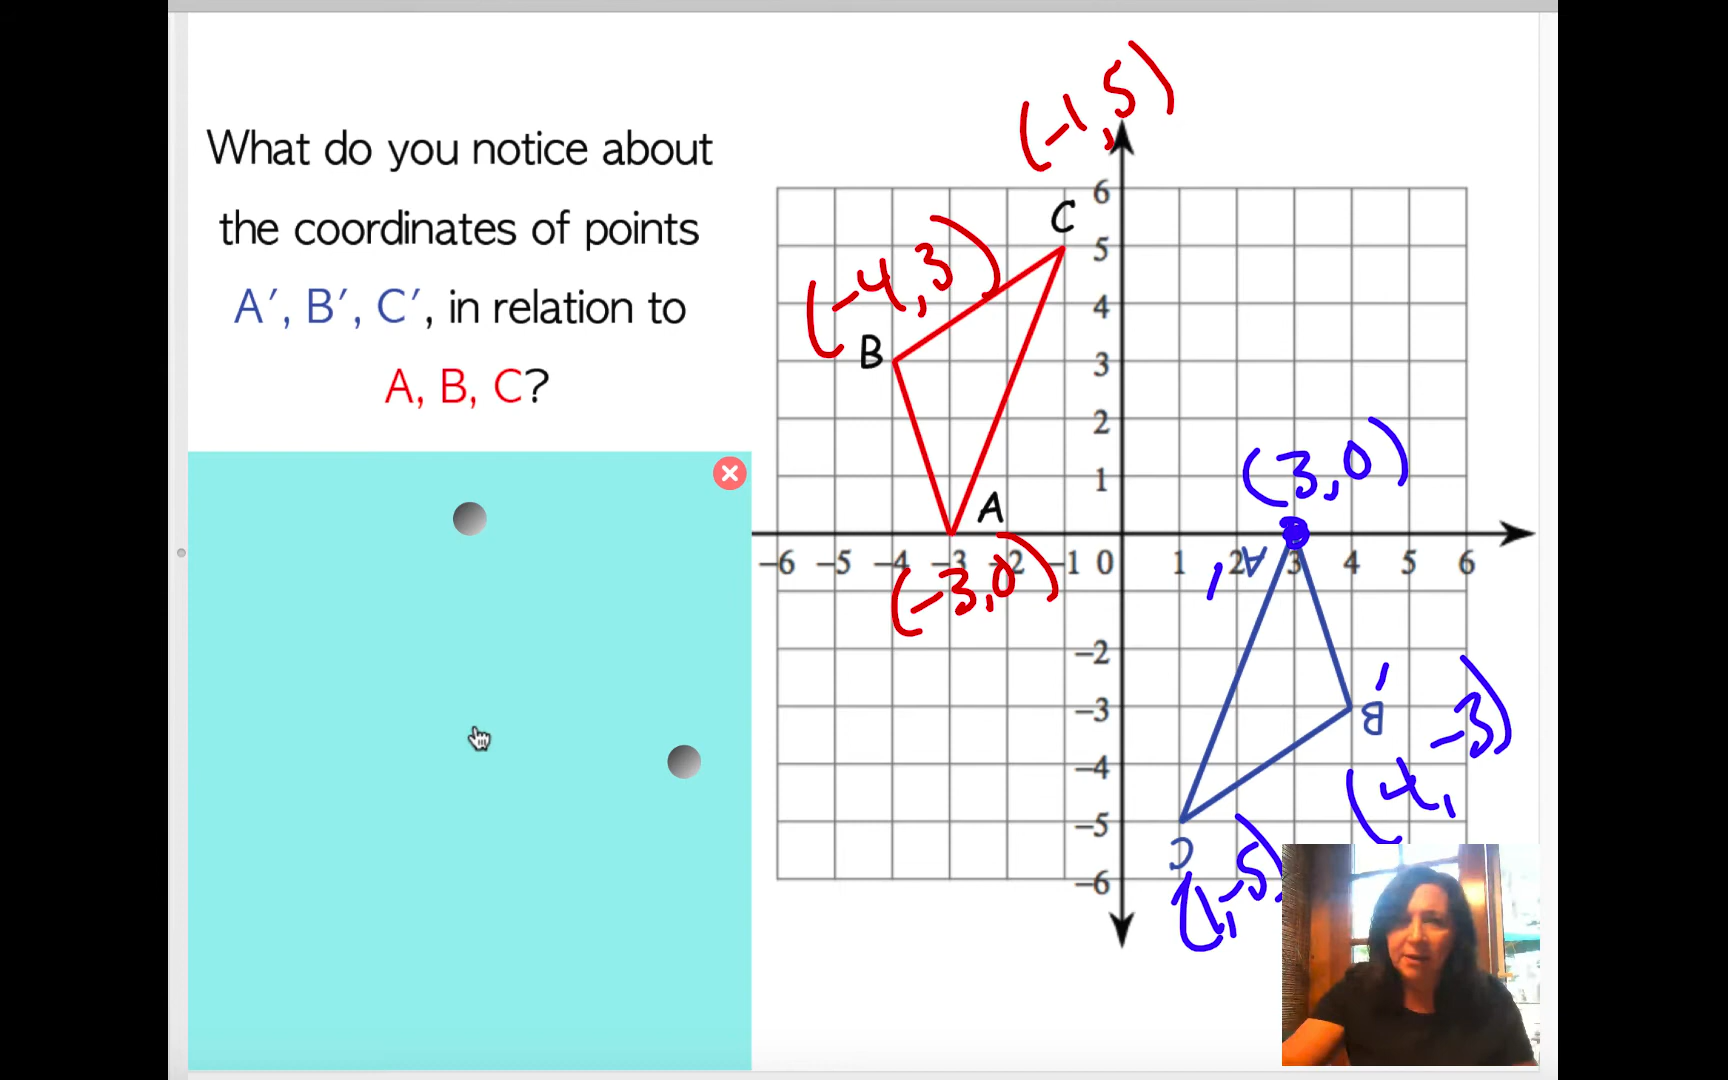 What do you notice about
the coordinates of points
A′, B′, C′, in relation to
A, B, C?
(-1,5)
6
C
5
(-4,3)
4
B
3
2
(3,0)
1
A
-6 -5 -4 -3 -2 -1 0 1 2 3 4 5 6
A'
(-3,0)
-2
-3
B'
(4,-3)
-4
-5
C
(1,-5)
-6